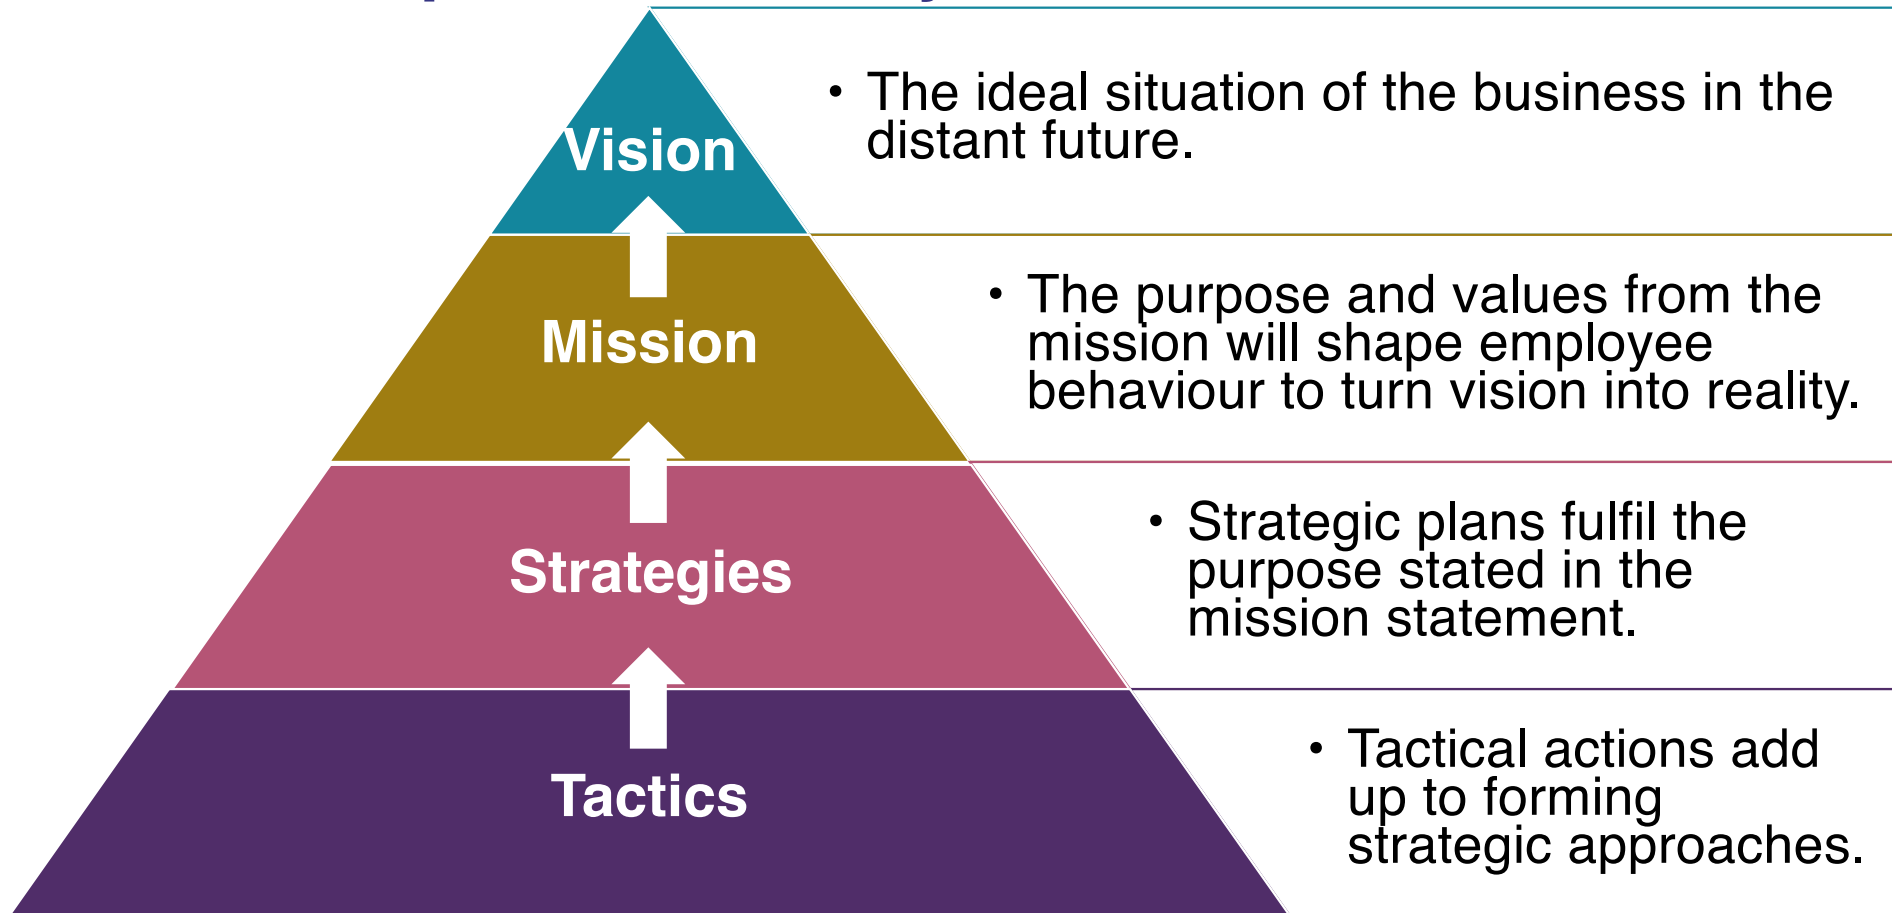 Vision
• The ideal situation of the business in the
distant future.
Mission
• The purpose and values from the
mission will shape employee
behaviour to turn vision into reality.
Strategies
• Strategic plans fulfil the
purpose stated in the
mission statement.
Tactics
• Tactical actions add
up to forming
strategic approaches.